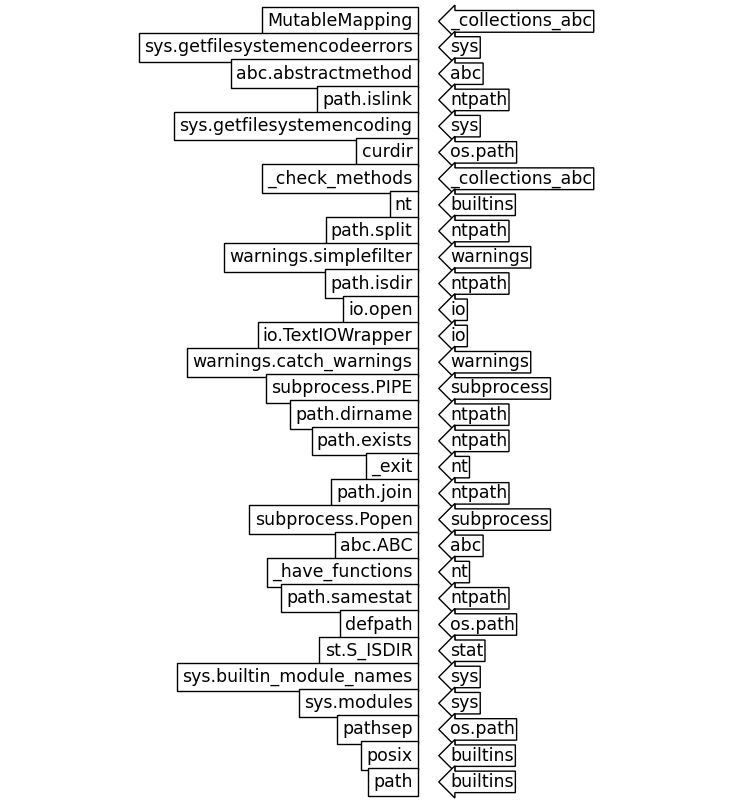 MutableMapping _collections_abc
sys.getfilesystemencodeerrors sys
abc.abstractmethod abc
path.islink ntpath
sys.getfilesystemencoding sys
curdir os.path
_check_methods _collections_abc
nt builtins
path.split ntpath
warnings.simplefilter warnings
path.isdir ntpath
io.open io
io.TextIOWrapper io
warnings.catch_warnings warnings
subprocess.PIPE subprocess
path.dirname ntpath
path.exists ntpath
_exit nt
path.join ntpath
subprocess.Popen subprocess
abc.ABC abc
_have_functions nt
path.samestat ntpath
defpath os.path
st.S_ISDIR stat
sys.builtin_module_names sys
sys.modules sys
pathsep os.path
posix builtins
path builtins